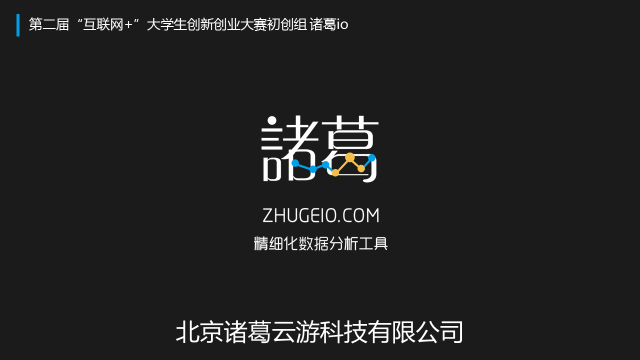 第二届“互联网+”大学生创新创业大赛初创组 诸葛io
諸葛
ZHUGEIO.COM
精细化数据分析工具
北京诸葛云游科技有限公司